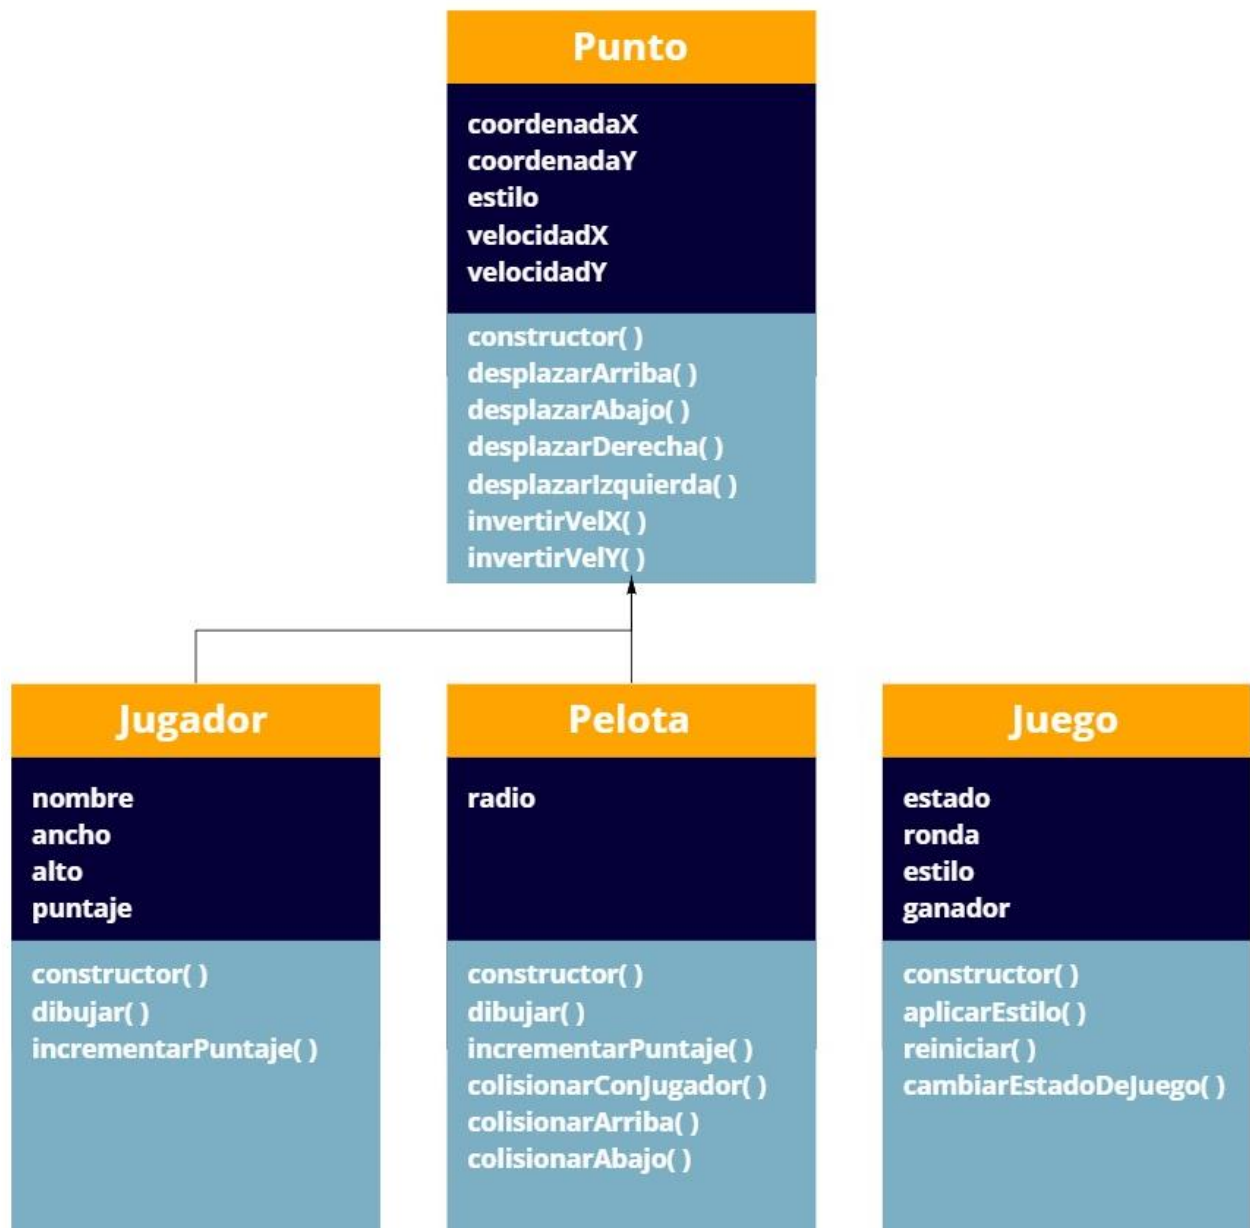 Punto
coordenadaX
coordenadaY
estilo
velocidadX
velocidadY
constructor( )
desplazarArriba( )
desplazarAbajo( )
desplazarDerecha( )
desplazarIzquierda( )
invertirVelX( )
invertirVelY( )
Jugador
nombre
ancho
alto
puntaje
constructor( )
dibujar( )
incrementarPuntaje( )
Pelota
radio
constructor( )
dibujar( )
incrementarPuntaje( )
colisionarConJugador( )
colisionarArriba( )
colisionarAbajo( )
Juego
estado
ronda
estilo
ganador
constructor( )
aplicarEstilo( )
reiniciar( )
cambiarEstadoDeJuego( )